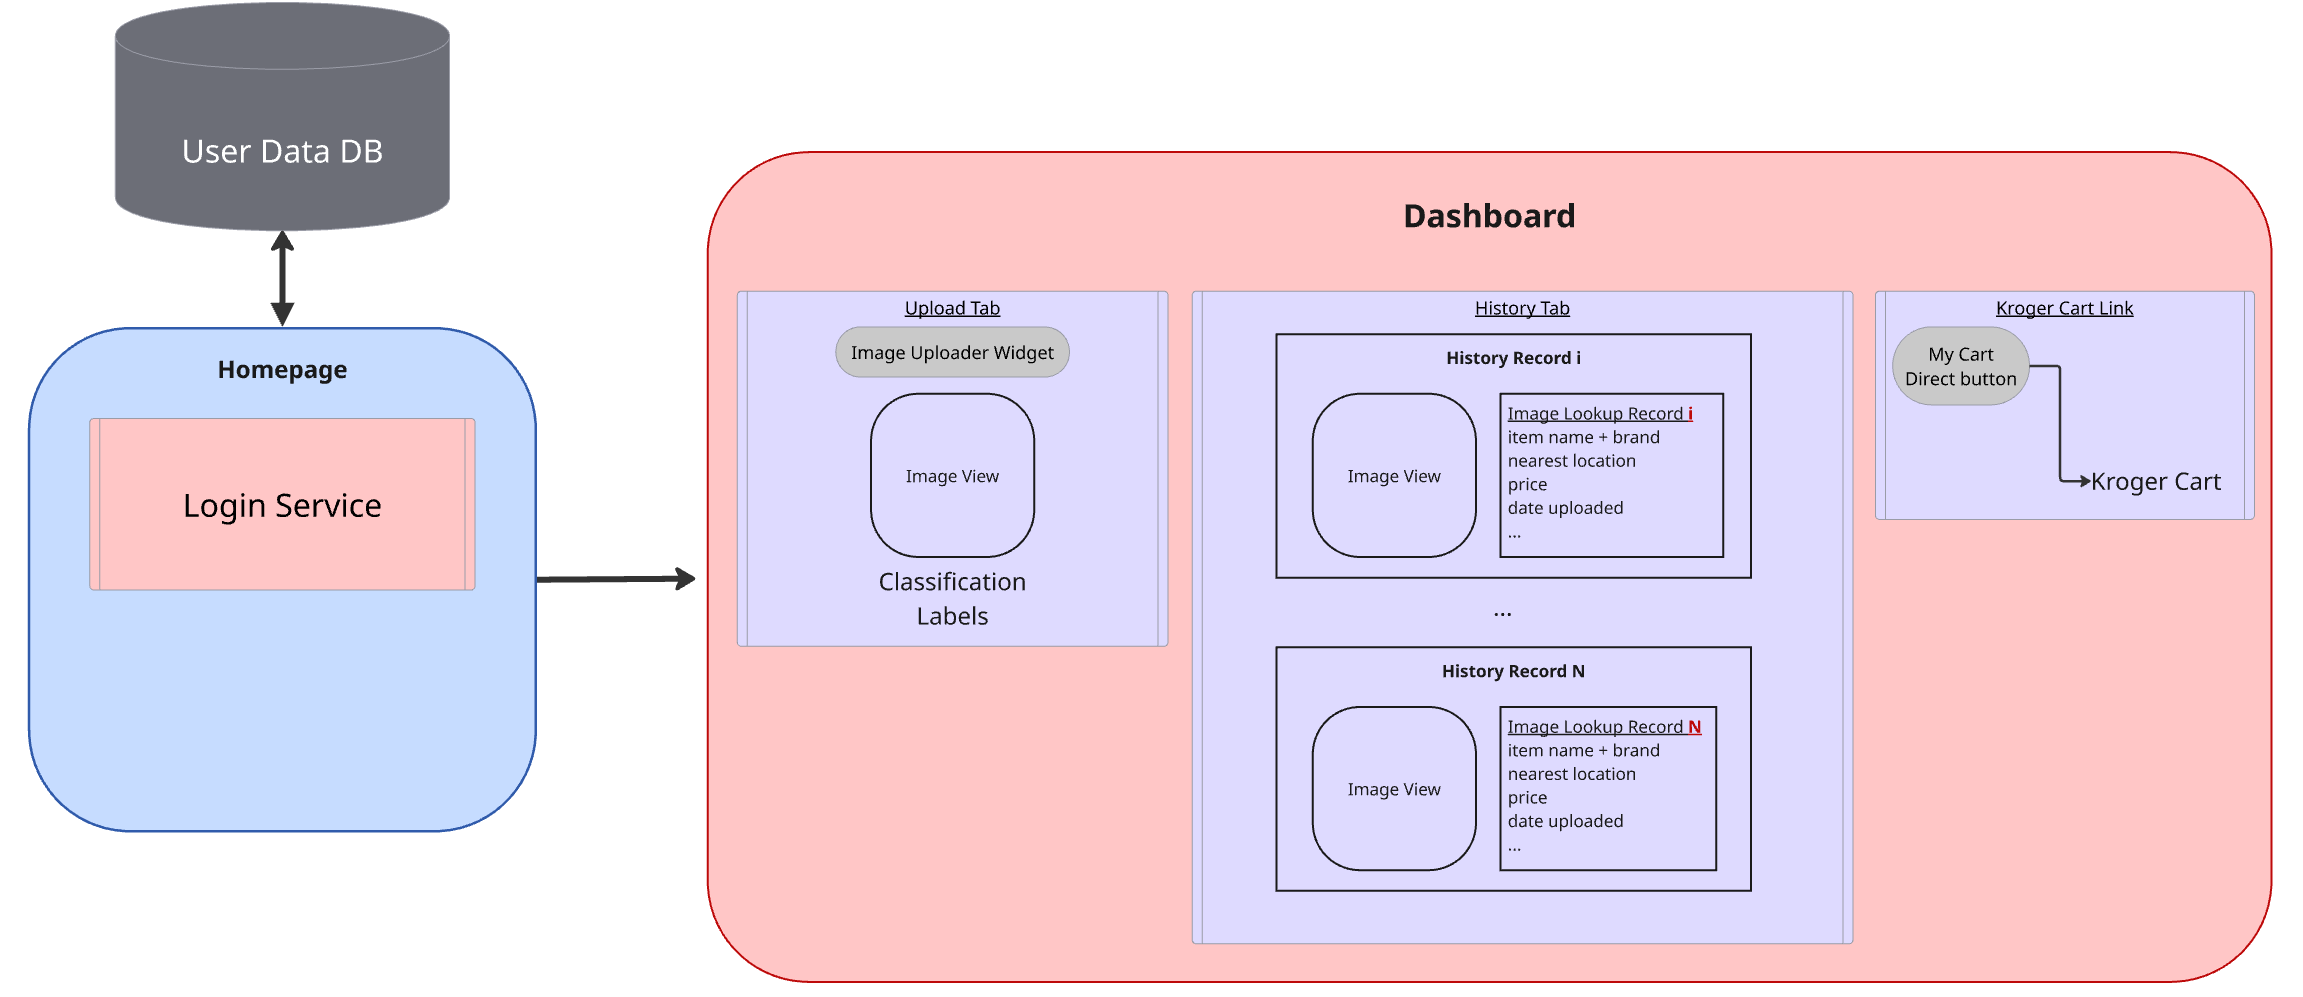 User Data DB
Homepage
Login Service
Dashboard
Upload Tab
Image Uploader Widget
Image View
Classification
Labels
History Tab
History Record i
Image View
Image Lookup Record i
item name + brand
nearest location
price
date uploaded
...
...
History Record N
Image View
Image Lookup Record N
item name + brand
nearest location
price
date uploaded
...
Kroger Cart Link
My Cart
Direct button
Kroger Cart